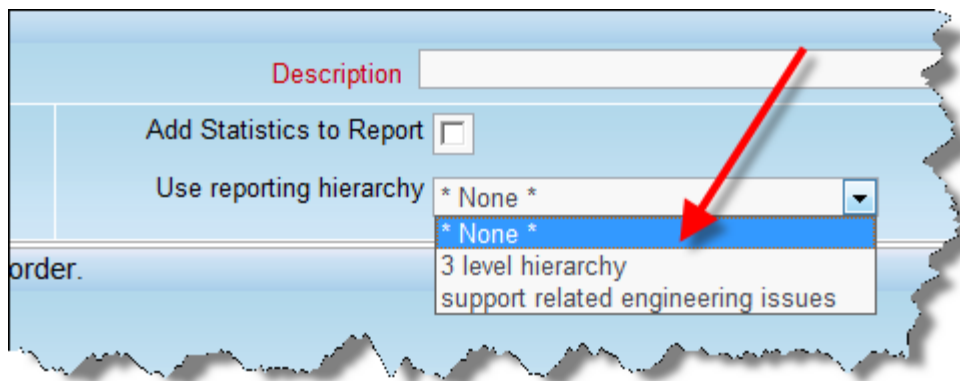 Description
Add Statistics to Report
Use reporting hierarchy * None *
* None *
3 level hierarchy
order.
support related engineering issues